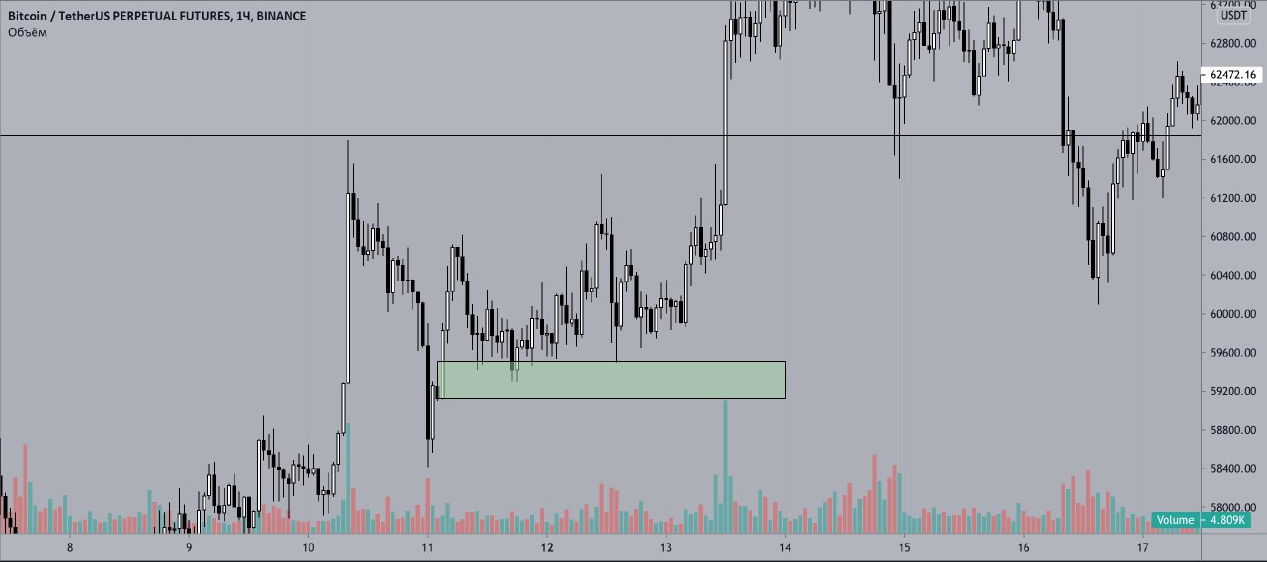 Bitcoin / TetherUS PERPETUAL FUTURES, 1Ч, BINANCE
Объём
USDT
62800.00
62472.16
62000.00
61600.00
61200.00
60800.00
60400.00
60000.00
59600.00
59200.00
58800.00
58400.00
58000.00
Volume 4.809K
8 9 10 11 12 13 14 15 16 17